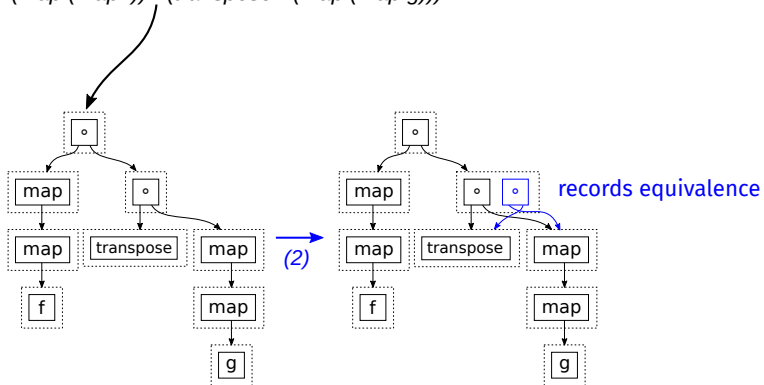 ∘ ∘
map ∘ map ∘ ∘ records equivalence
map transpose map (2) map transpose map
f map f map
g g